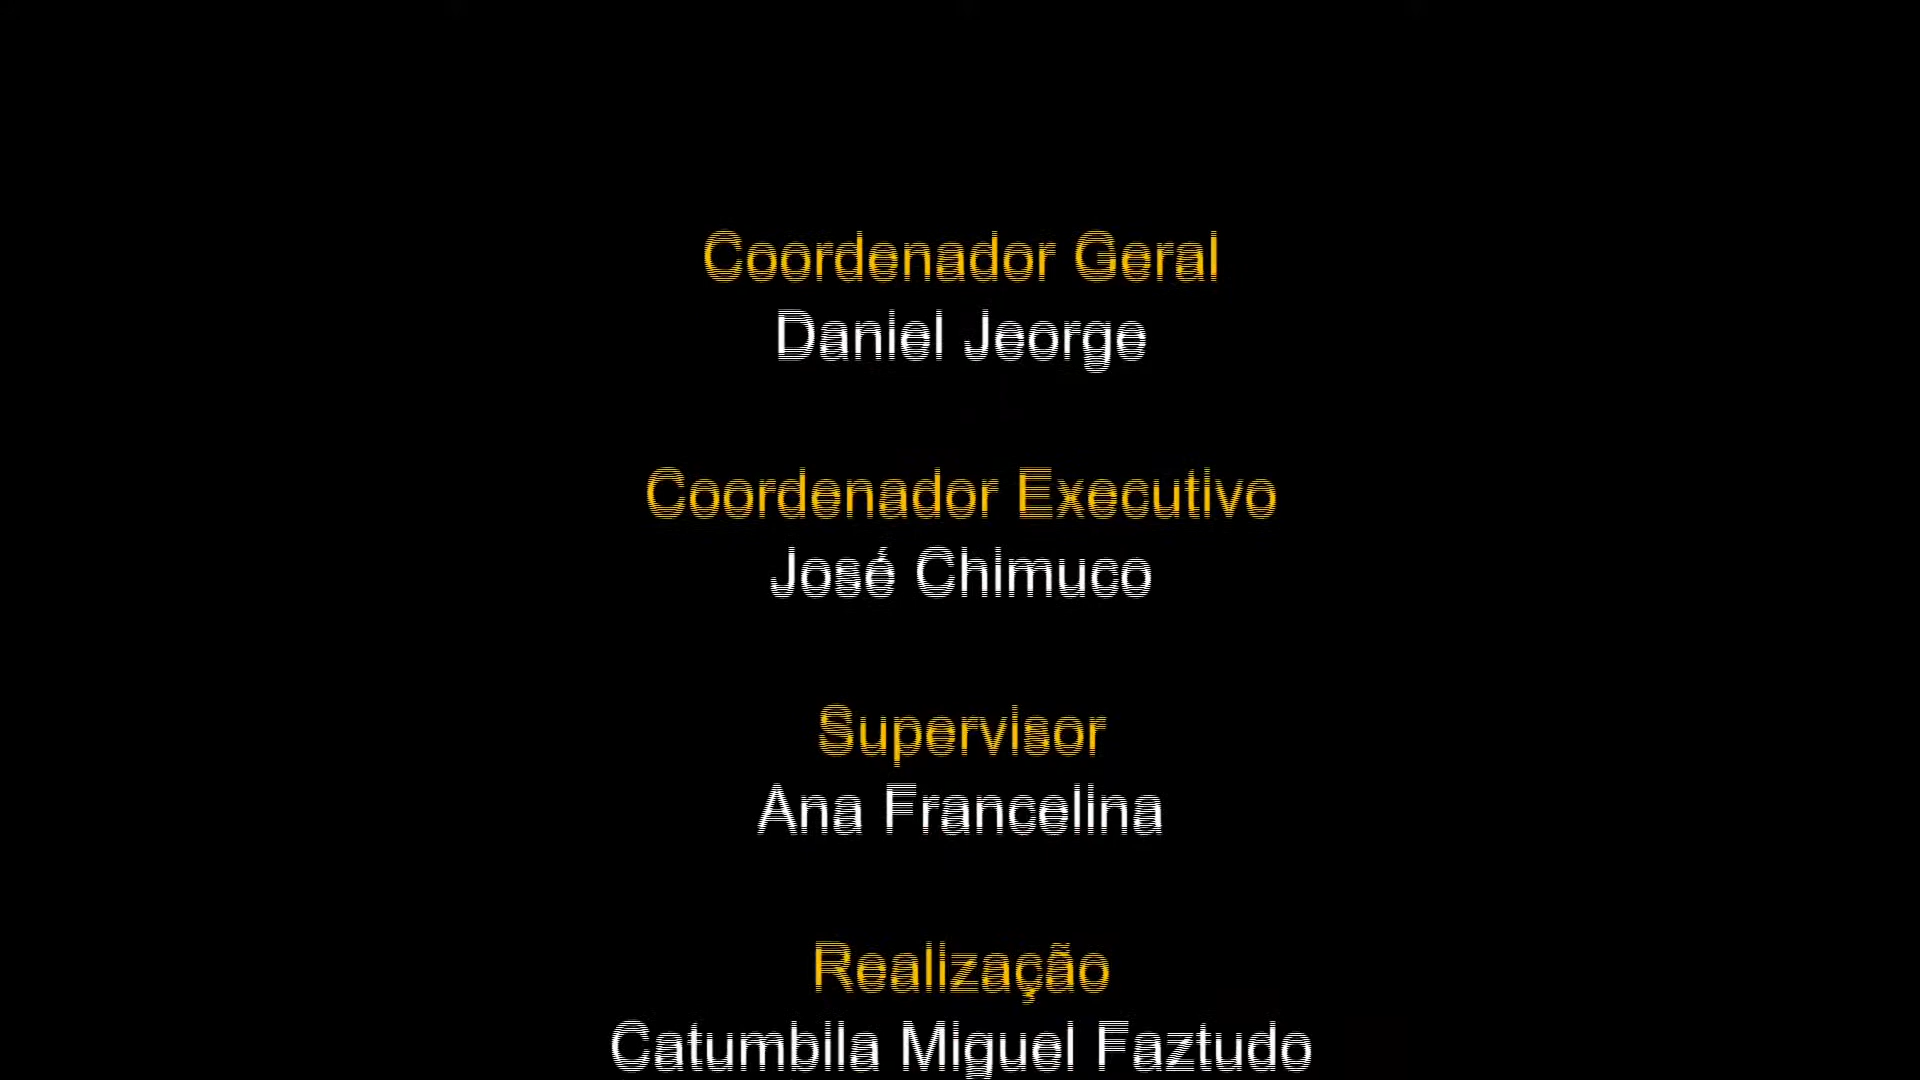 Coordenador Geral
Daniel Jeorge
Coordenador Executivo
José Chimuco
Supervisor
Ana Francelina
Realização
Catumbila Miguel Faztudo